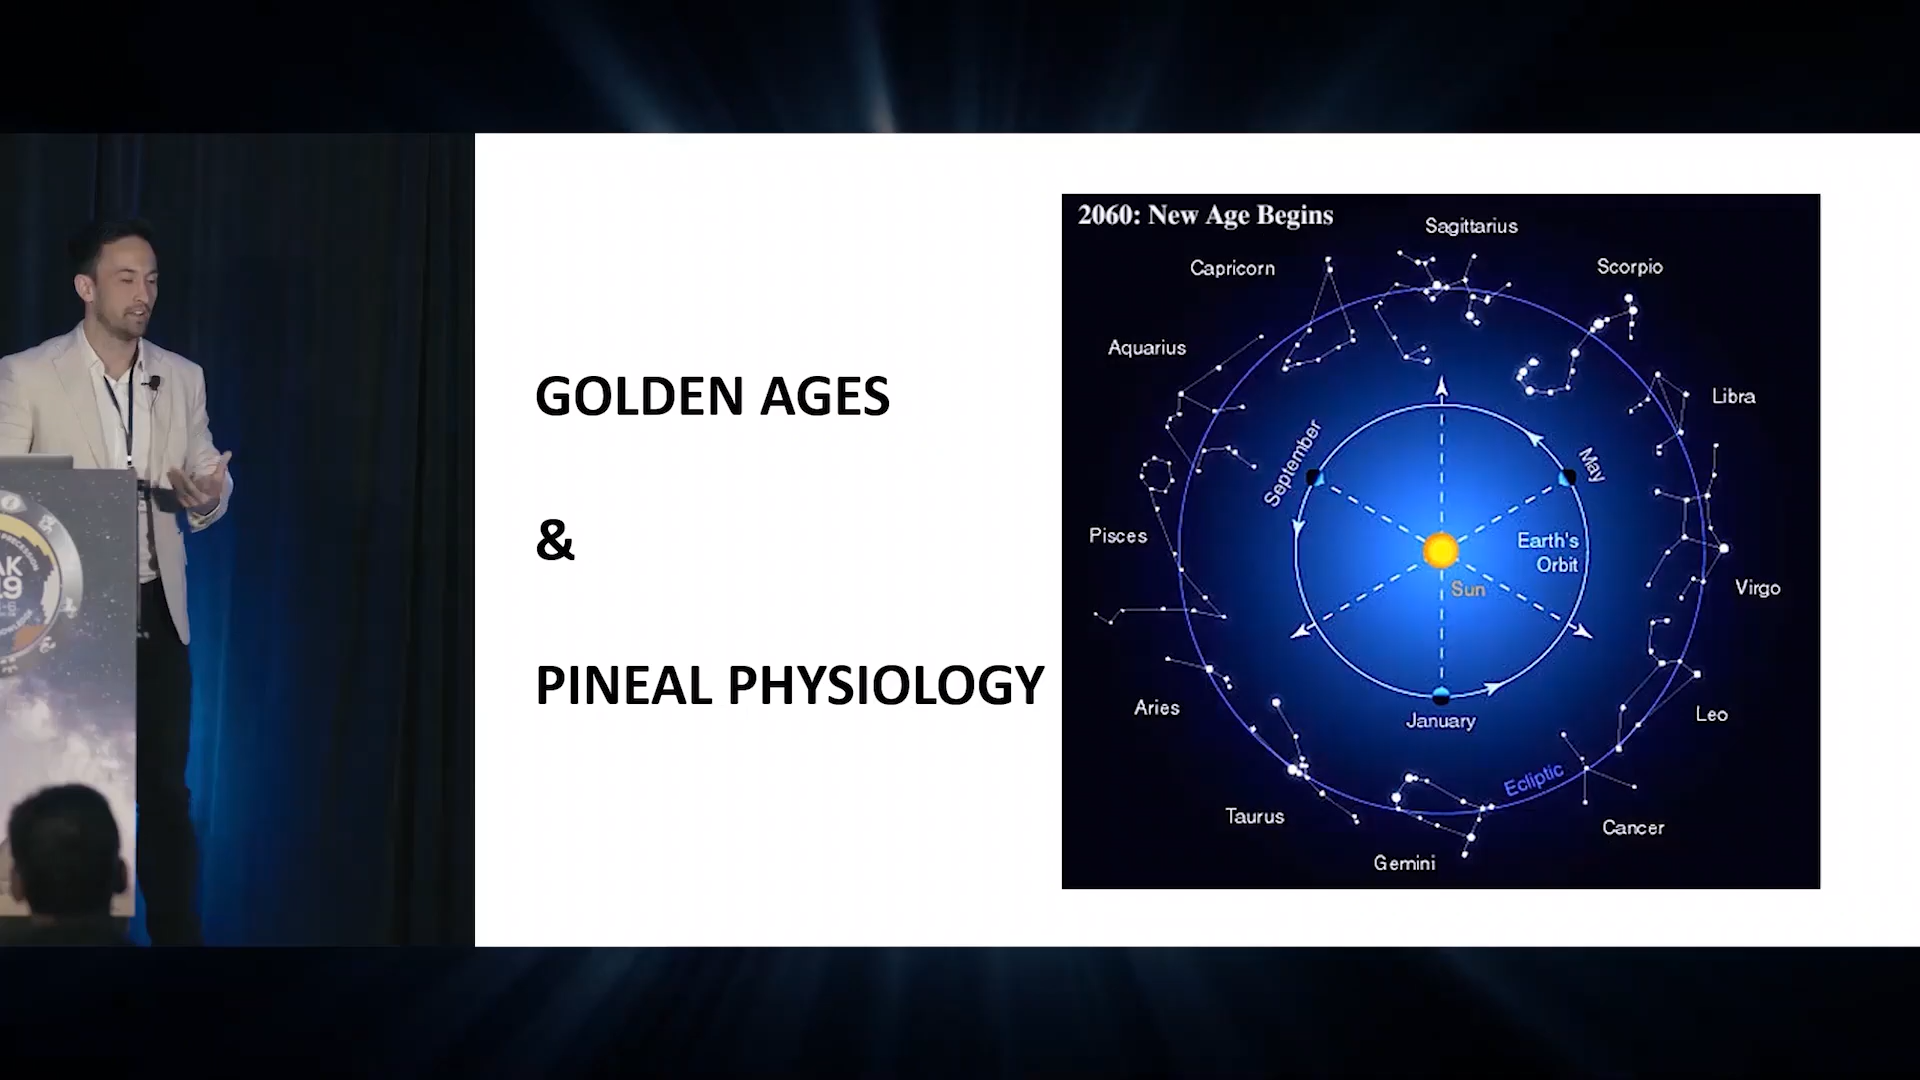 GOLDEN AGES
&
PINEAL PHYSIOLOGY
2060: New Age Begins
Sagittarius
Capricorn
Scorpio
Aquarius
Libra
September
May
Pisces
Earth's
Orbit
Sun
Virgo
Aries
January
Leo
Ecliptic
Taurus
Cancer
Gemini